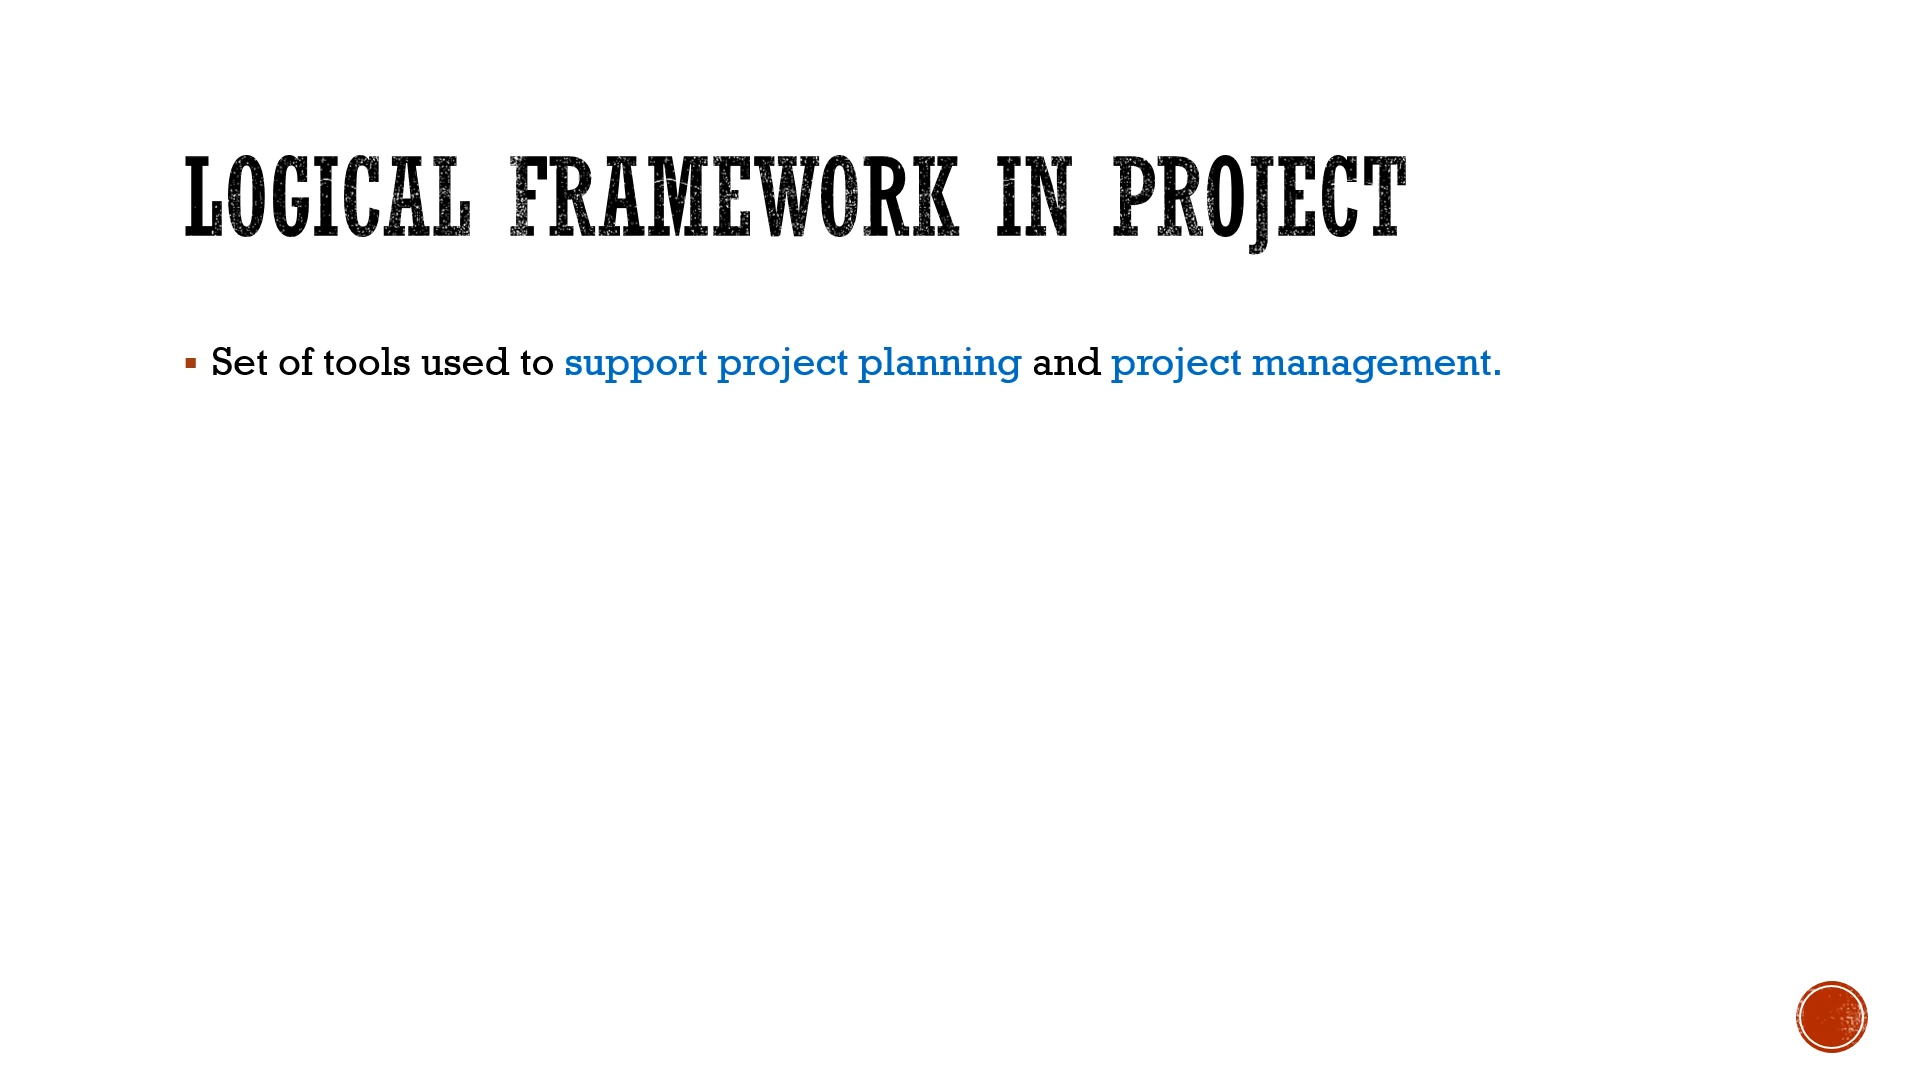 LOGICAL FRAMEWORK IN PROJECT
▪ Set of tools used to support project planning and project management.